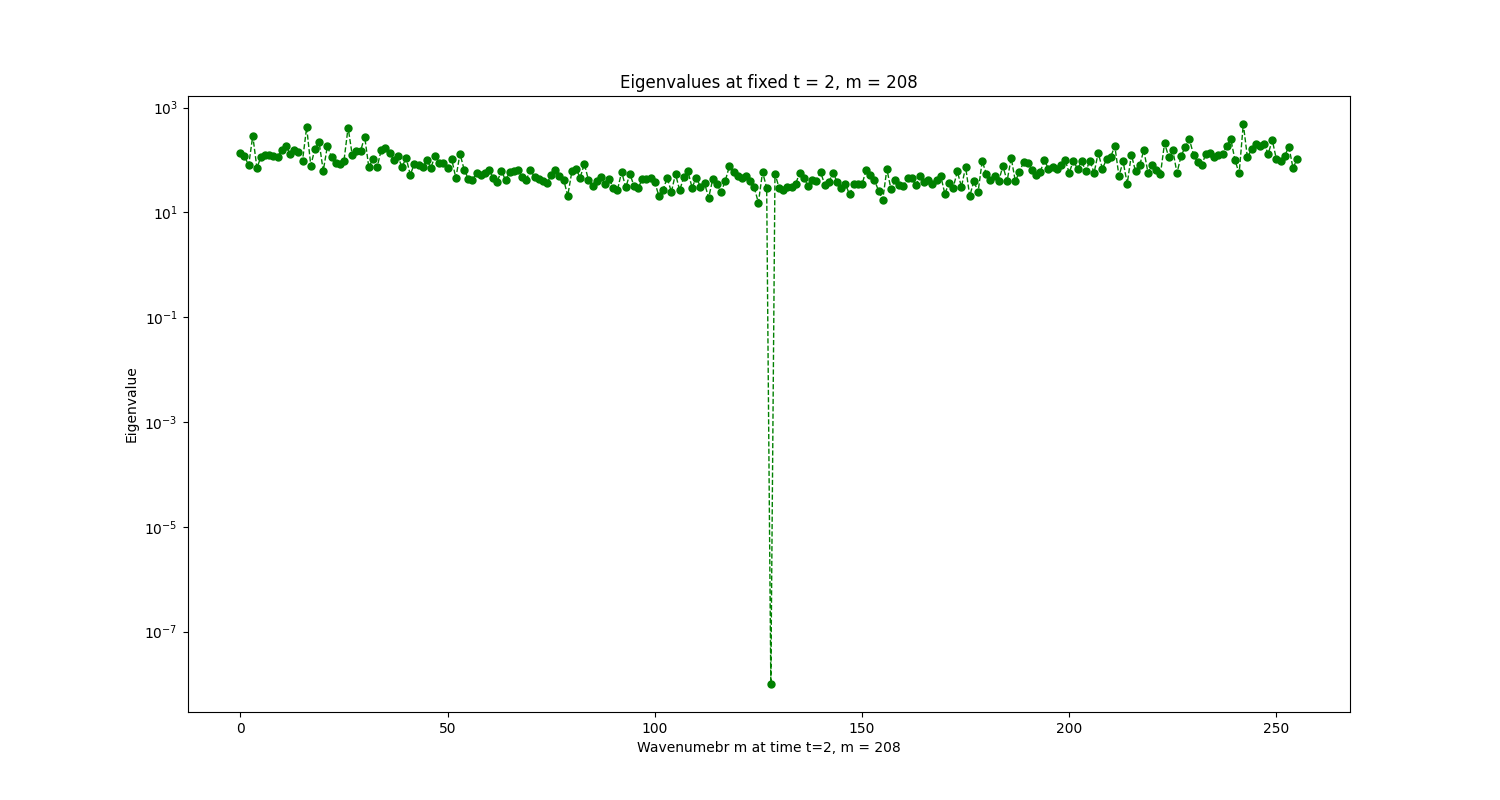 Eigenvalues at fixed t = 2, m = 208
10³
10¹
10⁻¹
10⁻³
10⁻⁵
10⁻⁷
Eigenvalue
0 50 100 150 200 250
Wavenumebr m at time t=2, m = 208